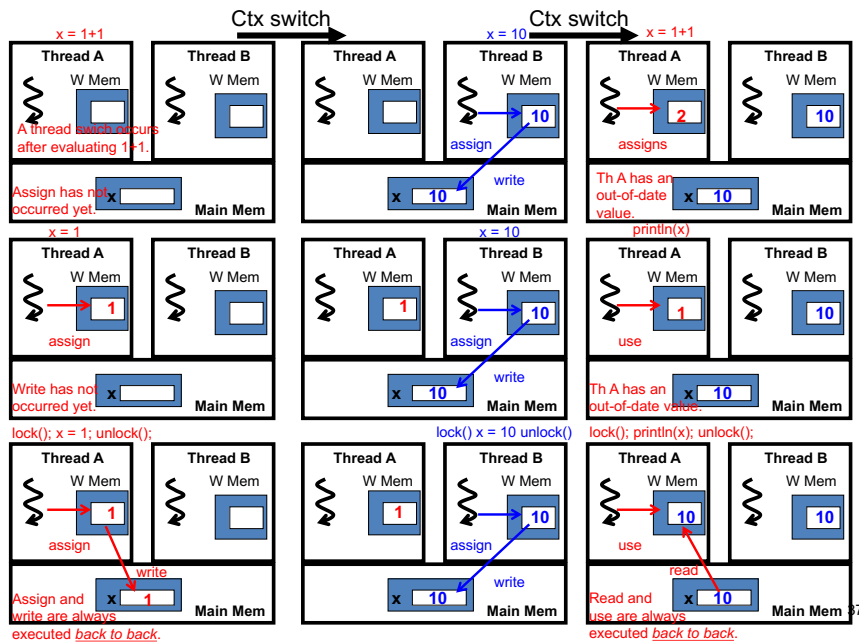 Ctx switch
Ctx switch
x = 1+1
x = 10
x = 1+1
Thread A
Thread B
W Mem
W Mem
A thread swich occurs
after evaluating 1+1.
Assign has not
occurred yet.
x
Main Mem
Thread A
Thread B
W Mem
W Mem
10
assign
write
x
10
Main Mem
Thread A
Thread B
W Mem
W Mem
2
10
assigns
Th A has an
out-of-date
value.
x
10
Main Mem
x = 1
x = 10
println(x)
Thread A
Thread B
W Mem
W Mem
1
assign
Write has not
occurred yet.
x
Main Mem
Thread A
Thread B
W Mem
W Mem
1
10
assign
write
x
10
Main Mem
Thread A
Thread B
W Mem
W Mem
1
10
use
Th A has an
out-of-date value.
x
10
Main Mem
lock(); x = 1; unlock();
lock() x = 10 unlock()
lock(); println(x); unlock();
Thread A
Thread B
W Mem
W Mem
1
assign
write
Assign and
write are always
executed back to back.
x
1
Main Mem
Thread A
Thread B
W Mem
W Mem
1
10
assign
write
x
10
Main Mem
Thread A
Thread B
W Mem
W Mem
10
10
use
read
Read and
use are always
executed back to back.
x
10
Main Mem
37